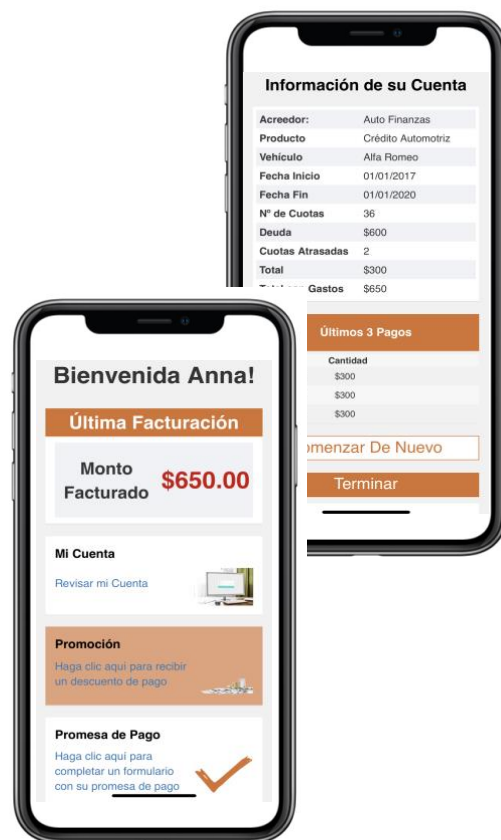 Información de su Cuenta
Acreedor: Auto Finanzas
Producto Crédito Automotriz
Vehículo Alfa Romeo
Fecha Inicio 01/01/2017
Fecha Fin 01/01/2020
Nº de Cuotas 36
Deuda $600
Cuotas Atrasadas 2
Total $300
Gastos $650
Últimos 3 Pagos
Cantidad
$300
$300
$300
De Nuevo
Terminar
Bienvenida Anna!
Última Facturación
Monto
Facturado $650.00
Mi Cuenta
Revisar mi Cuenta
Promoción
Haga clic aquí para recibir
un descuento de pago
Promesa de Pago
Haga clic aquí para
completar un formulario
con su promesa de pago